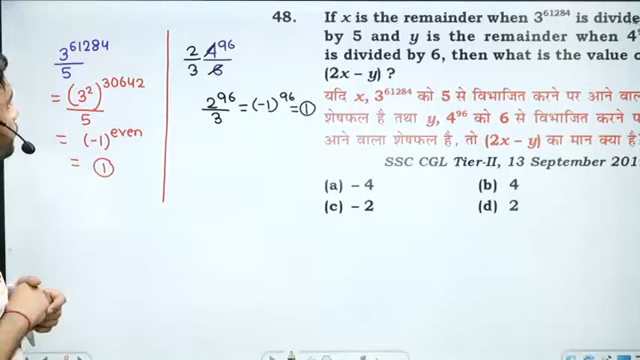 3^61284
5
= (3²)^30642
5
= (-1)^even
= ①
2 4^96
3 6
2^96
3
= (-1)^96 = ①
48. If x is the remainder when 3^61284 is divide
by 5 and y is the remainder when 4^9
is divided by 6, then what is the value o
(2x – y) ?
यदि x, 3^61284 को 5 से विभाजित करने पर आने वाल
शेषफल है तथा y, 4^96 को 6 से विभाजित करने प
आने वाला शेषफल है, तो (2x – y) का मान क्या है?
SSC CGL Tier-II, 13 September 201
(a) – 4 (b) 4
(c) – 2 (d) 2